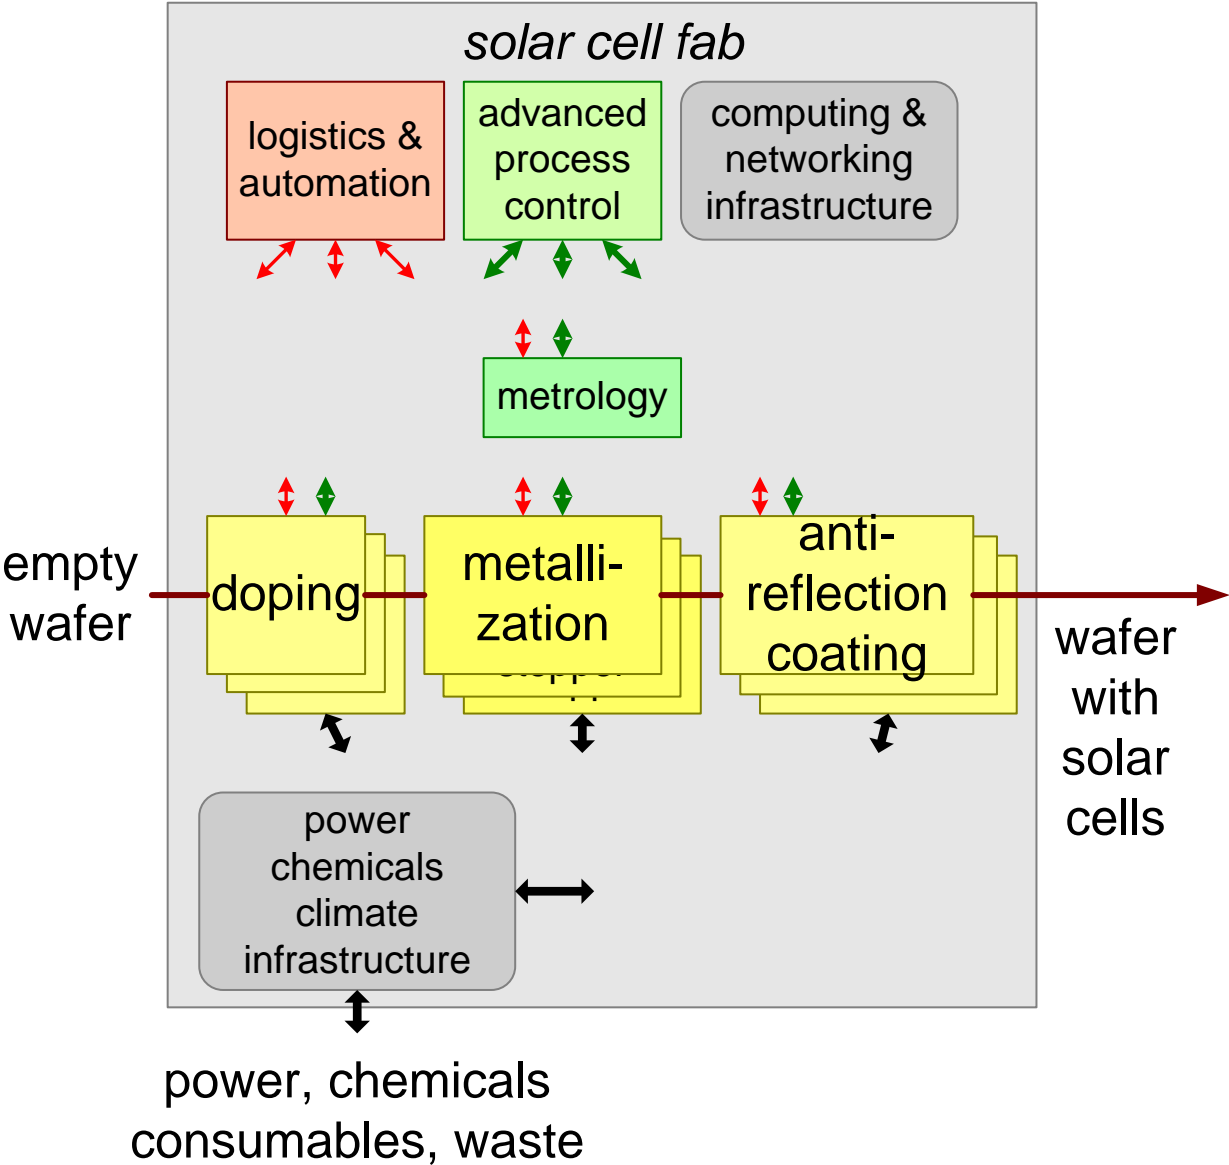 solar cell fab
logistics &
automation
advanced
process
control
computing &
networking
infrastructure
metrology
empty
wafer
doping
metalli-
zation
stepper
anti-
reflection
coating
wafer
with
solar
cells
power
chemicals
climate
infrastructure
power, chemicals
consumables, waste